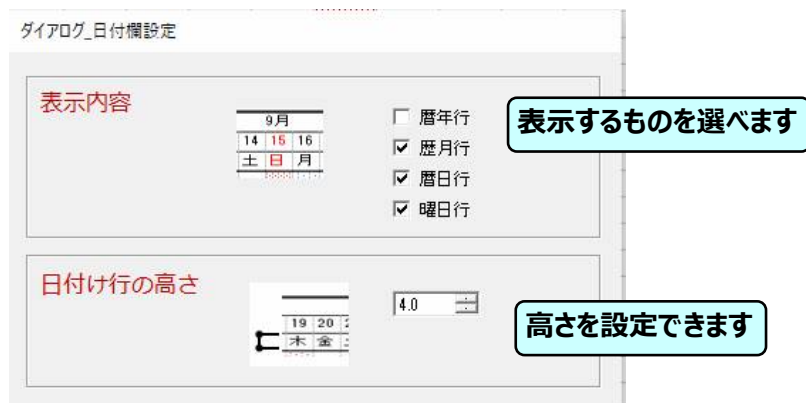 ダイアログ_日付欄設定
表示内容
9月
14 15 16
土 日 月
暦年行
歴月行
暦日行
曜日行
表示するものを選べます
日付け行の高さ
19 20
木 金
4.0
高さを設定できます